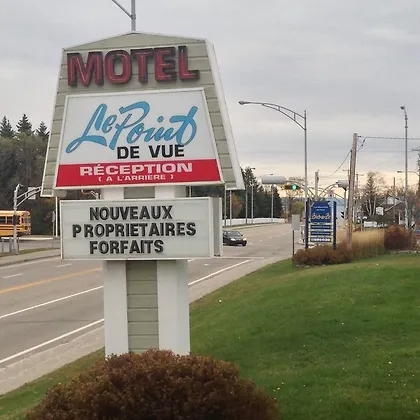 MOTEL
Le Point
DE VUE
RÉCEPTION
( A L'ARRIÈRE )
NOUVEAUX
PROPRIETAIRES
FORFAITS